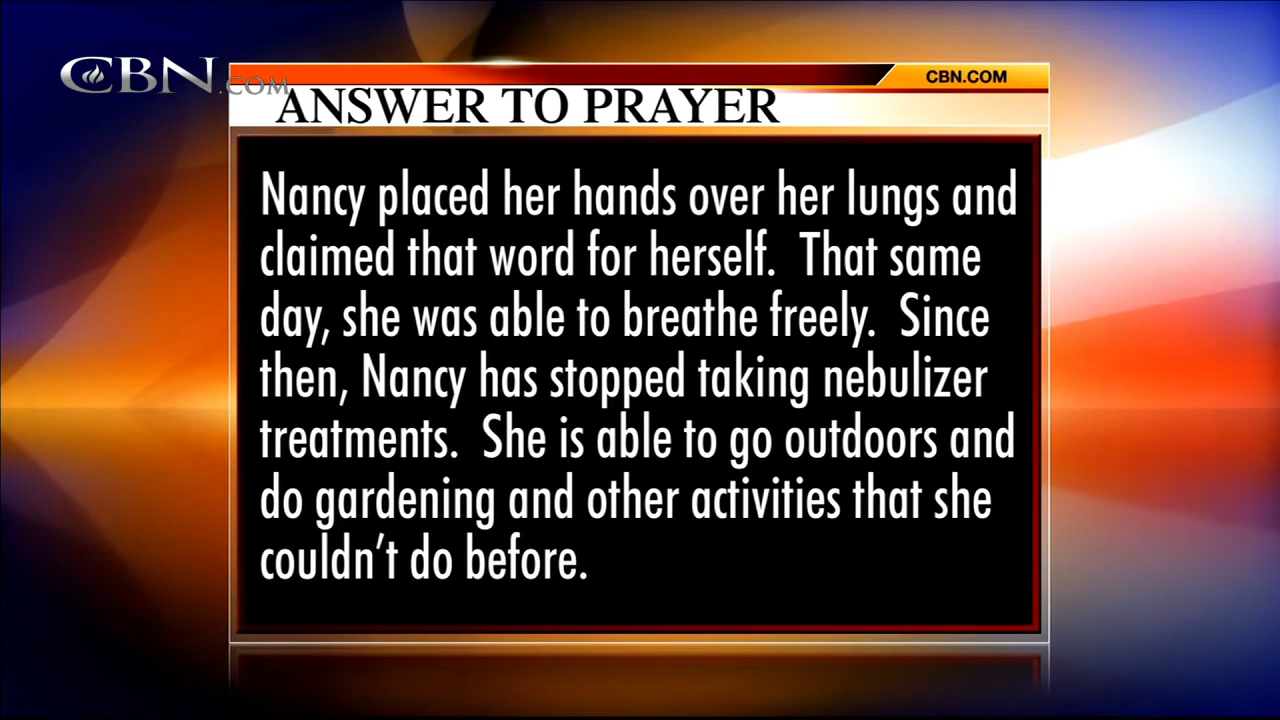 CBN.COM
CBN.COM
ANSWER TO PRAYER
Nancy placed her hands over her lungs and
claimed that word for herself.  That same
day, she was able to breathe freely.  Since
then, Nancy has stopped taking nebulizer
treatments.  She is able to go outdoors and
do gardening and other activities that she
couldn't do before.